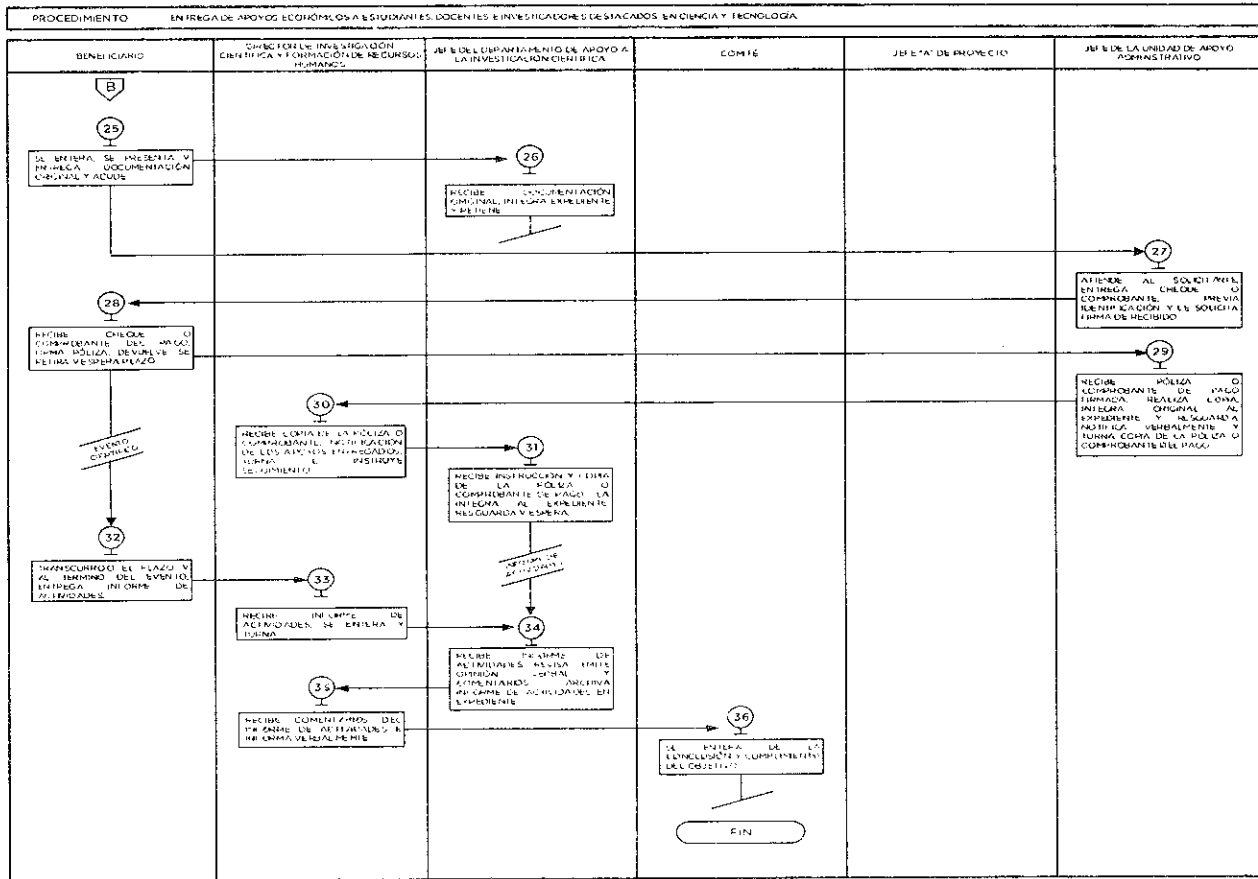 PROCEDIMIENTO ENTREGA DE APOYOS ECONÓMICOS A ESTUDIANTES, DOCENTES E INVESTIGADORES DESTACADOS EN CIENCIA Y TECNOLOGÍA
BENEFICIARIO
DIRECTOR DE INVESTIGACIÓN
CIENTÍFICA Y FORMACIÓN DE RECURSOS
HUMANOS
JEFE DEL DEPARTAMENTO DE APOYO A
LA INVESTIGACIÓN CIENTÍFICA
COMITÉ
JEFE "A" DE PROYECTO
JEFE DE LA UNIDAD DE APOYO
ADMINISTRATIVO
B
25
SE ENTERA, SE PRESENTA Y
ENTREGA DOCUMENTACIÓN
ORIGINAL Y ACUDE
26
RECIBE DOCUMENTACIÓN
ORIGINAL, INTEGRA EXPEDIENTE
Y RETIENE
27
ATIENDE AL SOLICITANTE,
ENTREGA CHEQUE O
COMPROBANTE, PREVIA
IDENTIFICACIÓN Y LE SOLICITA
FIRMA DE RECIBIDO
28
RECIBE CHEQUE O
COMPROBANTE DEL PAGO,
FIRMA PÓLIZA, DEVUELVE SE
RETIRA Y ESPERA PLAZO
29
RECIBE PÓLIZA O
COMPROBANTE DE PAGO
FIRMADA, REALIZA COPIA,
INTEGRA ORIGINAL AL
EXPEDIENTE Y RESGUARDA,
NOTIFICA VERBALMENTE Y
TURNA COPIA DE LA PÓLIZA O
COMPROBANTE DEL PAGO
EVENTO
CIENTÍFICO
30
RECIBE COPIA DE LA PÓLIZA O
COMPROBANTE, NOTIFICACIÓN
DE LOS APOYOS ENTREGADOS,
TURNA E INSTRUYE
SEGUIMIENTO
31
RECIBE INSTRUCCIÓN Y COPIA
DE LA PÓLIZA O
COMPROBANTE DE PAGO, LA
INTEGRA AL EXPEDIENTE
RESGUARDA Y ESPERA
INFORME DE
ACTIVIDADES
32
TRANSCURRIDO EL PLAZO Y
AL TERMINO DEL EVENTO,
ENTREGA INFORME DE
ACTIVIDADES
33
RECIBE INFORME DE
ACTIVIDADES, SE ENTERA Y
TURNA
34
RECIBE INFORME DE
ACTIVIDADES REVISA EMITE
OPINIÓN VERBAL Y
COMENTARIOS ARCHIVA
INFORME DE ACTIVIDADES EN
EXPEDIENTE
35
RECIBE COMENTARIOS DEL
INFORME DE ACTIVIDADES E
INFORMA VERBALMENTE
36
SE ENTERA DE LA
CONCLUSIÓN Y CUMPLIMIENTO
DEL OBJETIVO
FIN